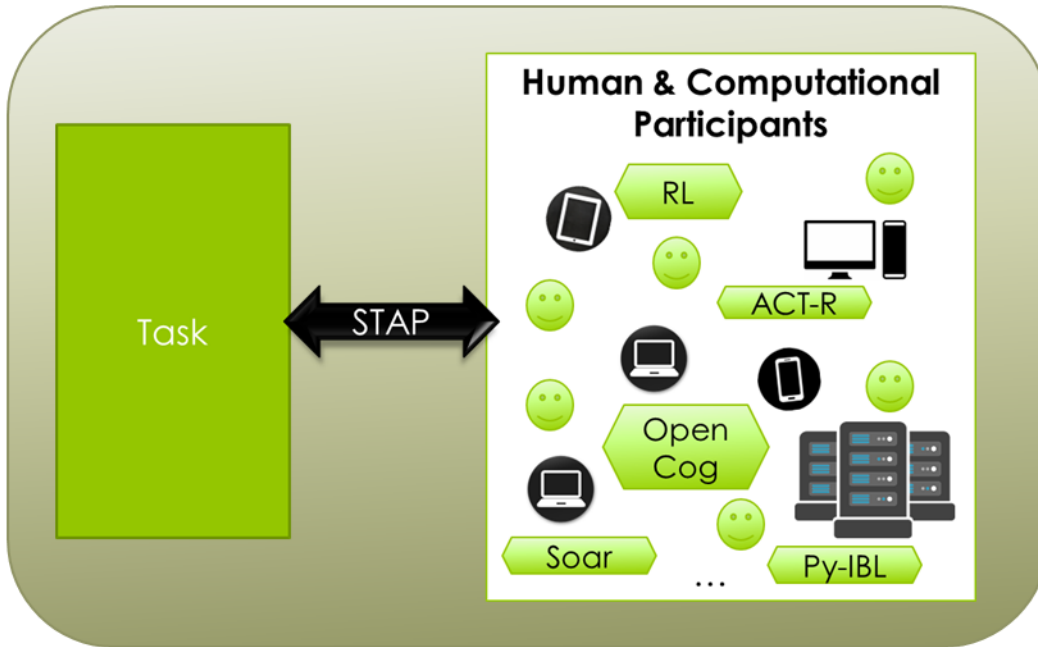 Human & Computational
Participants
RL
Task
STAP
ACT-R
Open
Cog
Soar
...
Py-IBL